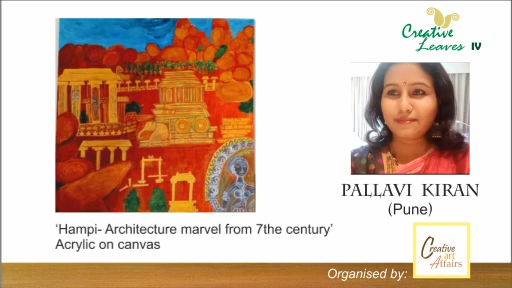 Creative
Leaves IV
PALLAVI KIRAN
(Pune)
‘Hampi- Architecture marvel from 7the century’
Acrylic on canvas
Organised by:
Creative
art
Affairs